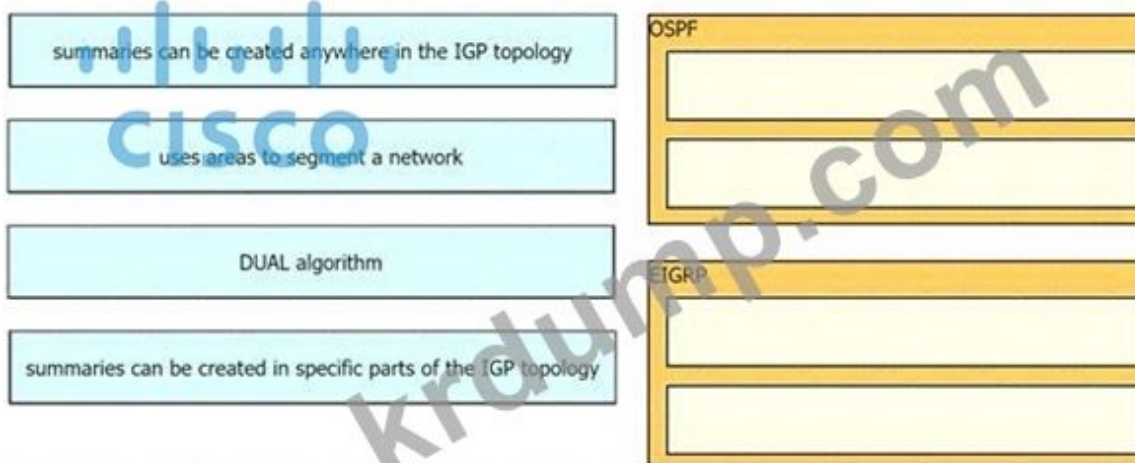 summaries can be created anywhere in the IGP topology
CISCO
uses areas to segment a network
DUAL algorithm
summaries can be created in specific parts of the IGP topology
OSPF
EIGRP
krdump.com